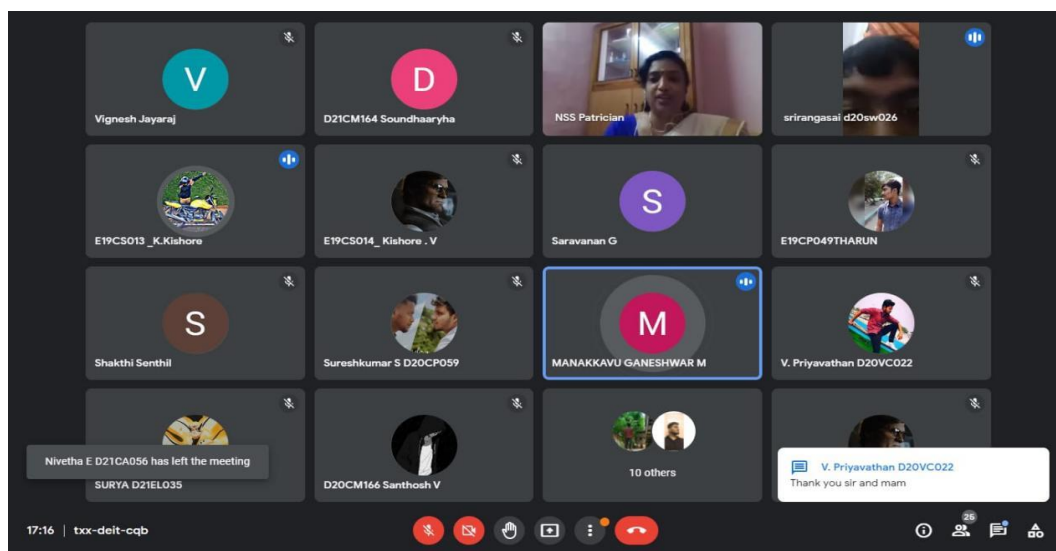 V
Vignesh Jayaraj
D
D21CM164 Soundhaaryha
NSS Patrician
srirangasai d20sw026
E19CS013 _K.Kishore
E19CS014_ Kishore . V
S
Saravanan G
E19CP049THARUN
S
Shakthi Senthil
Sureshkumar S D20CP059
M
MANAKKAVU GANESHWAR M
V. Priyavathan D20VC022
Nivetha E D21CA056 has left the meeting
SURYA D21EL035
D20CM166 Santhosh V
10 others
V. Priyavathan D20VC022
Thank you sir and mam
17:16 | txx-deit-cqb
25